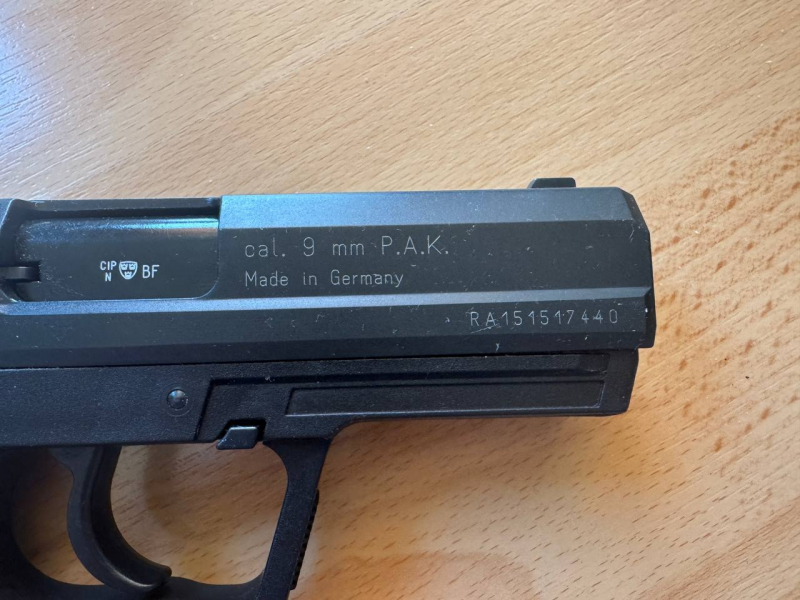 cal. 9 mm P.A.K.
Made in Germany
CIP
N
BF
RA151517440